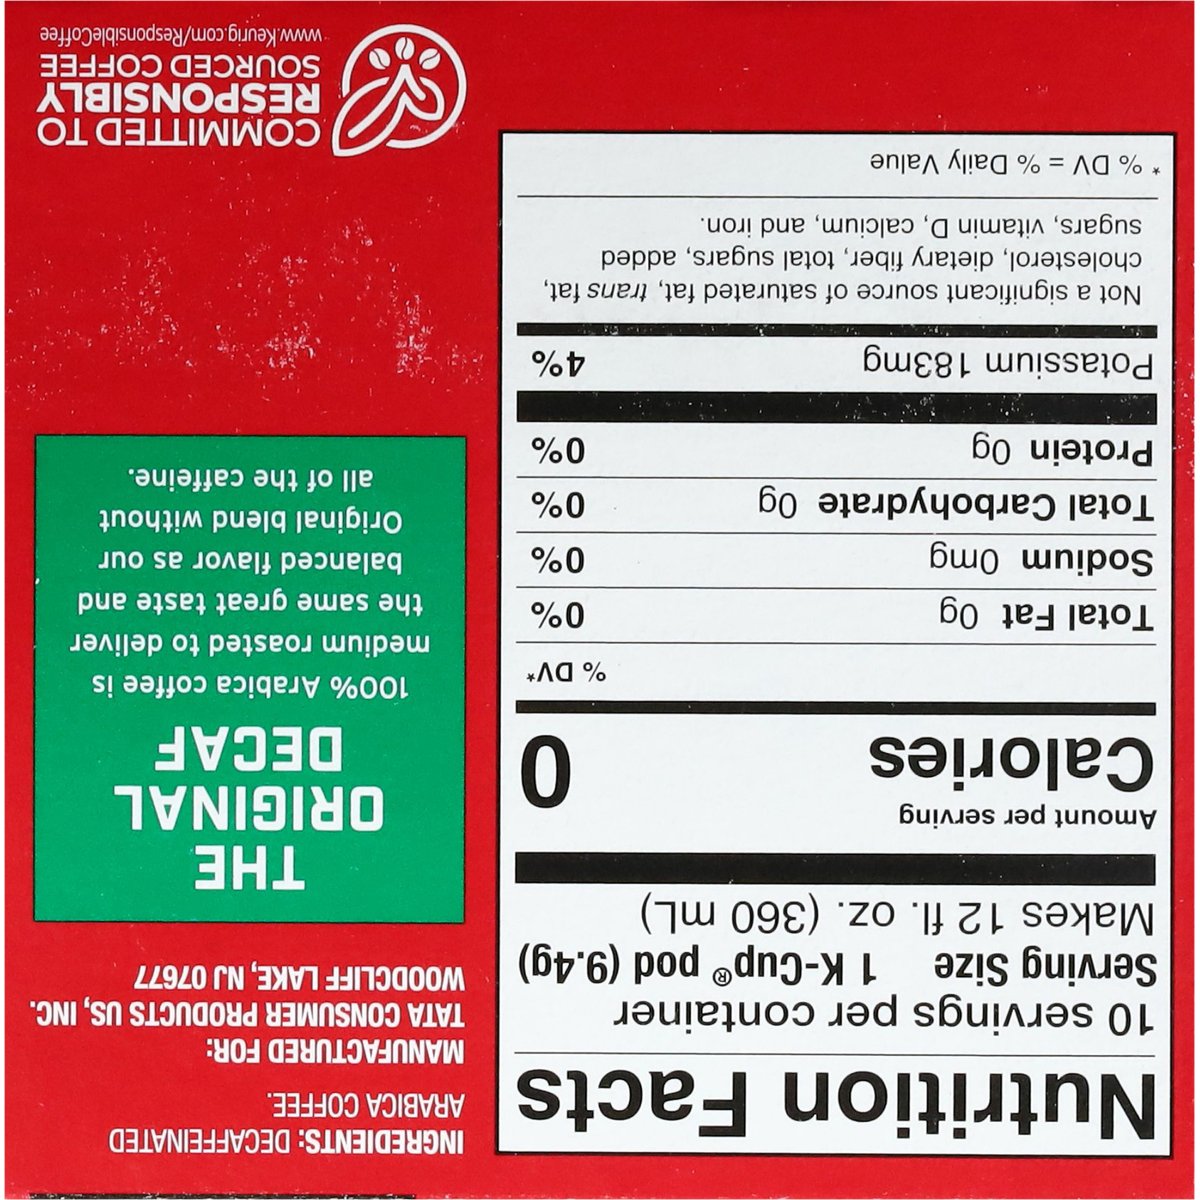 Nutrition Facts
10 servings per container
Serving Size 1 K-Cup® pod (9.4g)
Makes 12 fl. oz. (360 mL)
Amount per serving
Calories 0
% DV*
Total Fat 0g 0%
Sodium 0mg 0%
Total Carbohydrate 0g 0%
Protein 0g 0%
Potassium 183mg 4%
Not a significant source of saturated fat, trans fat,
cholesterol, dietary fiber, total sugars, added
sugars, vitamin D, calcium, and iron.
* % DV = % Daily Value
INGREDIENTS: DECAFFEINATED
ARABICA COFFEE.
MANUFACTURED FOR:
TATA CONSUMER PRODUCTS US, INC.
WOODCLIFF LAKE, NJ 07677
THE
ORIGINAL
DECAF
100% Arabica coffee is
medium roasted to deliver
the same great taste and
balanced flavor as our
Original blend without
all of the caffeine.
COMMITTED TO
RESPONSIBLY
SOURCED COFFEE
www.Keurig.com/ResponsibleCoffee